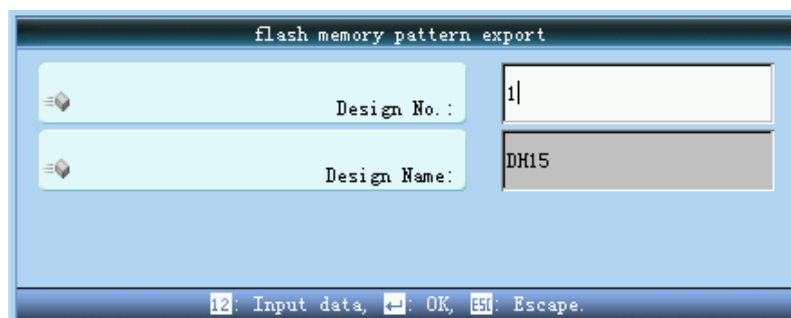 flash memory pattern export
Design No.:
1
Design Name:
DH15
12: Input data, ↵: OK, ESC: Escape.